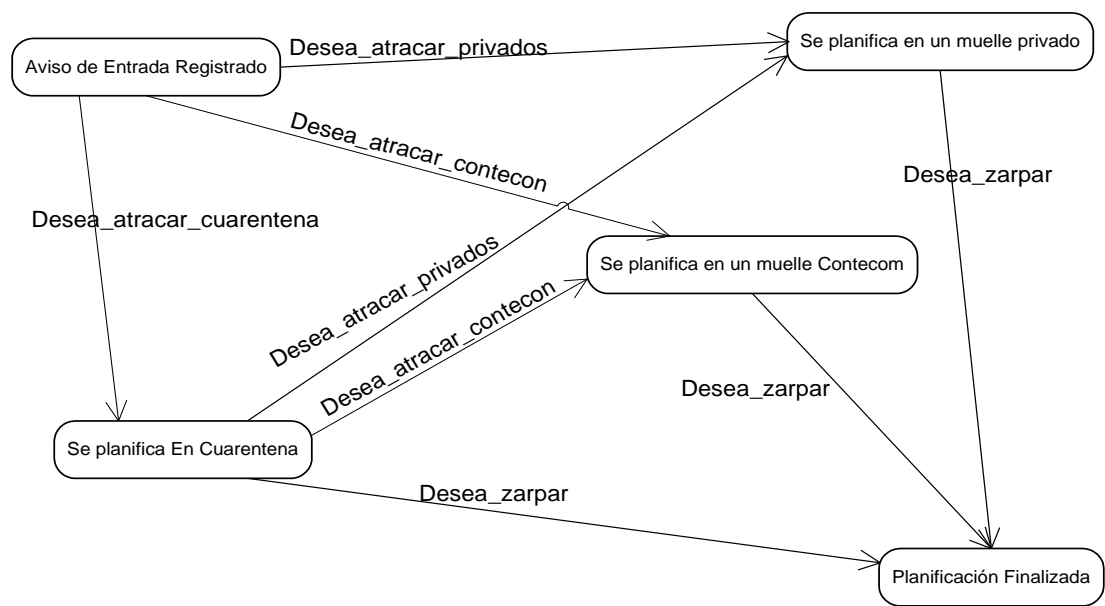 Desea_atracar_privados
Se planifica en un muelle privado
Aviso de Entrada Registrado
Desea_atracar_contecon
Desea_zarpar
Desea_atracar_cuarentena
Se planifica en un muelle Contecom
Desea_atracar_privados
Desea_atracar_contecon
Desea_zarpar
Se planifica En Cuarentena
Desea_zarpar
Planificación Finalizada